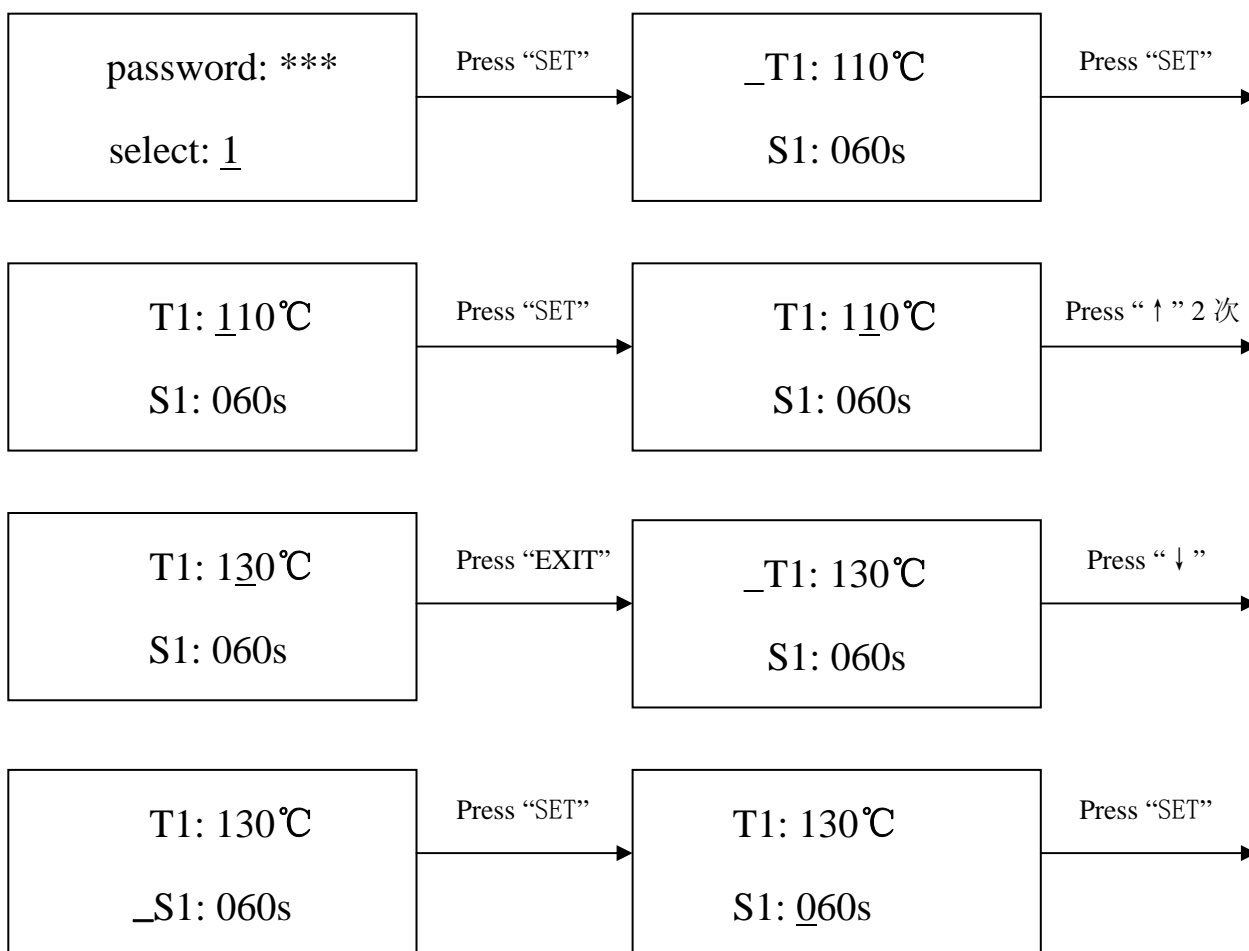 password: ***
select: 1
Press “SET”
_T1: 110℃
S1: 060s
Press “SET”
T1: 110℃
S1: 060s
Press “SET”
T1: 110℃
S1: 060s
Press “↑” 2 次
T1: 130℃
S1: 060s
Press “EXIT”
_T1: 130℃
S1: 060s
Press “↓”
T1: 130℃
_S1: 060s
Press “SET”
T1: 130℃
S1: 060s
Press “SET”